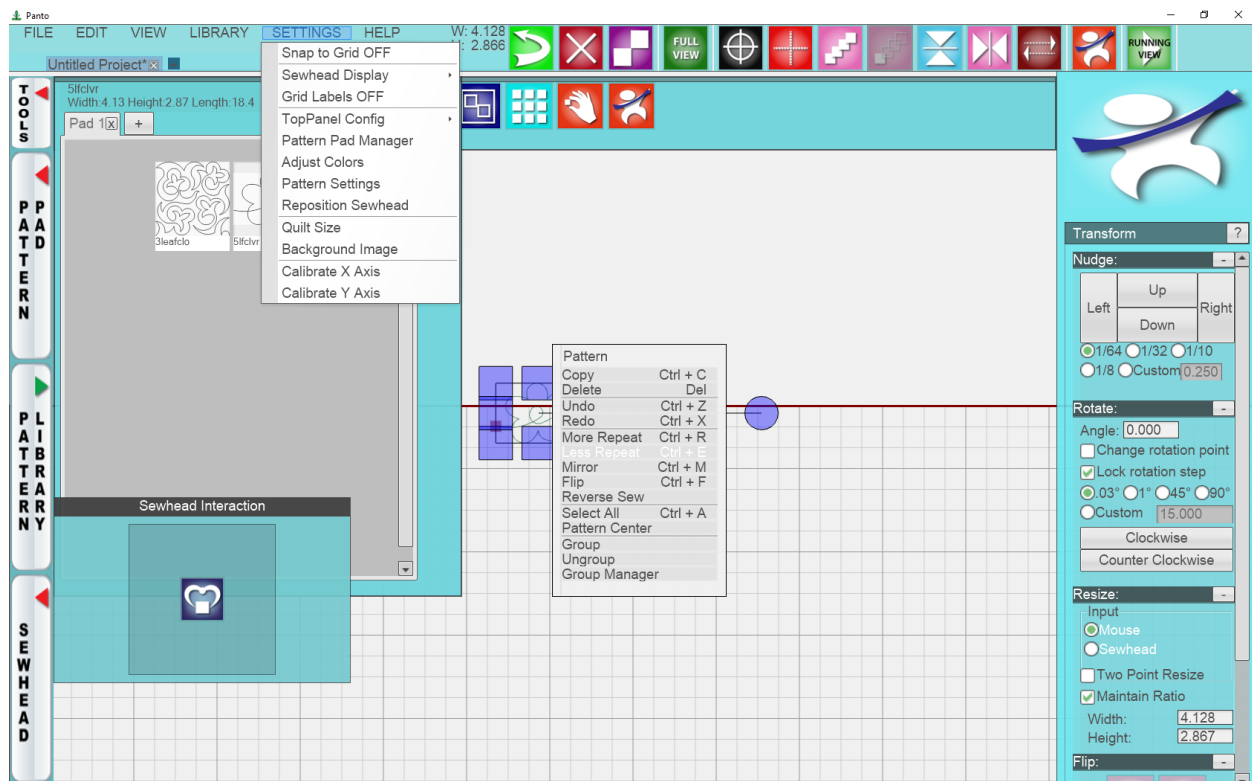 Panto
FILE EDIT VIEW LIBRARY SETTINGS HELP
W: 4.128
2.866
FULL VIEW
RUNNING VIEW
Untitled Project*
TOOLS
PATTERN PAD
PATTERN LIBRARY
SEWHEAD
5lfclvr
Width:4.13 Height:2.87 Length:18.4
Pad 1 x +
3leafclo
5lfclvr
Snap to Grid OFF
Sewhead Display
Grid Labels OFF
TopPanel Config
Pattern Pad Manager
Adjust Colors
Pattern Settings
Reposition Sewhead
Quilt Size
Background Image
Calibrate X Axis
Calibrate Y Axis
Sewhead Interaction
Pattern
Copy Ctrl + C
Delete Del
Undo Ctrl + Z
Redo Ctrl + X
More Repeat Ctrl + R
Less Repeat Ctrl + E
Mirror Ctrl + M
Flip Ctrl + F
Reverse Sew
Select All Ctrl + A
Pattern Center
Group
Ungroup
Group Manager
Transform ?
Nudge: -
Left Up Right
Down
1/64 1/32 1/10
1/8 Custom 0.250
Rotate: -
Angle: 0.000
Change rotation point
Lock rotation step
.03° 1° 45° 90°
Custom 15.000
Clockwise
Counter Clockwise
Resize: -
Input
Mouse
Sewhead
Two Point Resize
Maintain Ratio
Width: 4.128
Height: 2.867
Flip: -